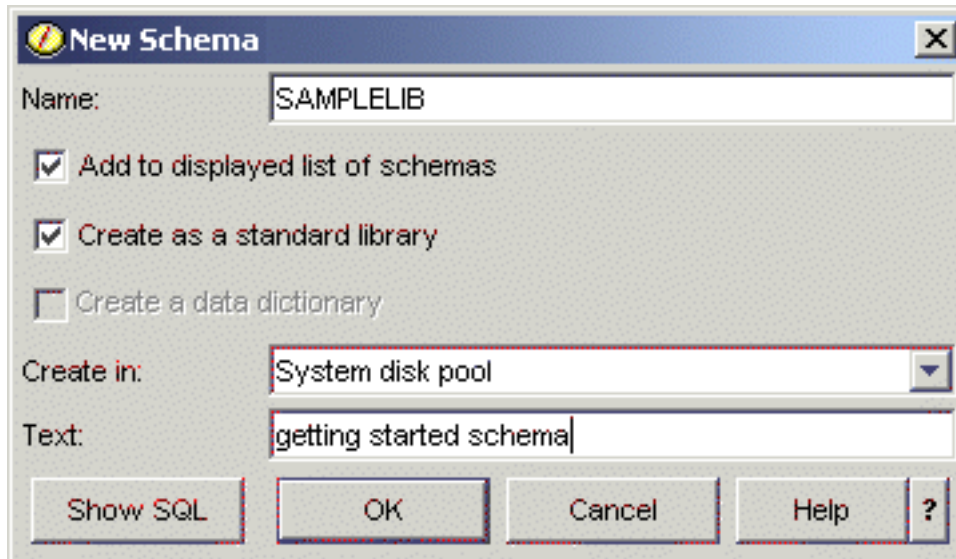 New Schema
Name: SAMPLELIB
Add to displayed list of schemas
Create as a standard library
Create a data dictionary
Create in: System disk pool
Text: getting started schema
Show SQL OK Cancel Help ?